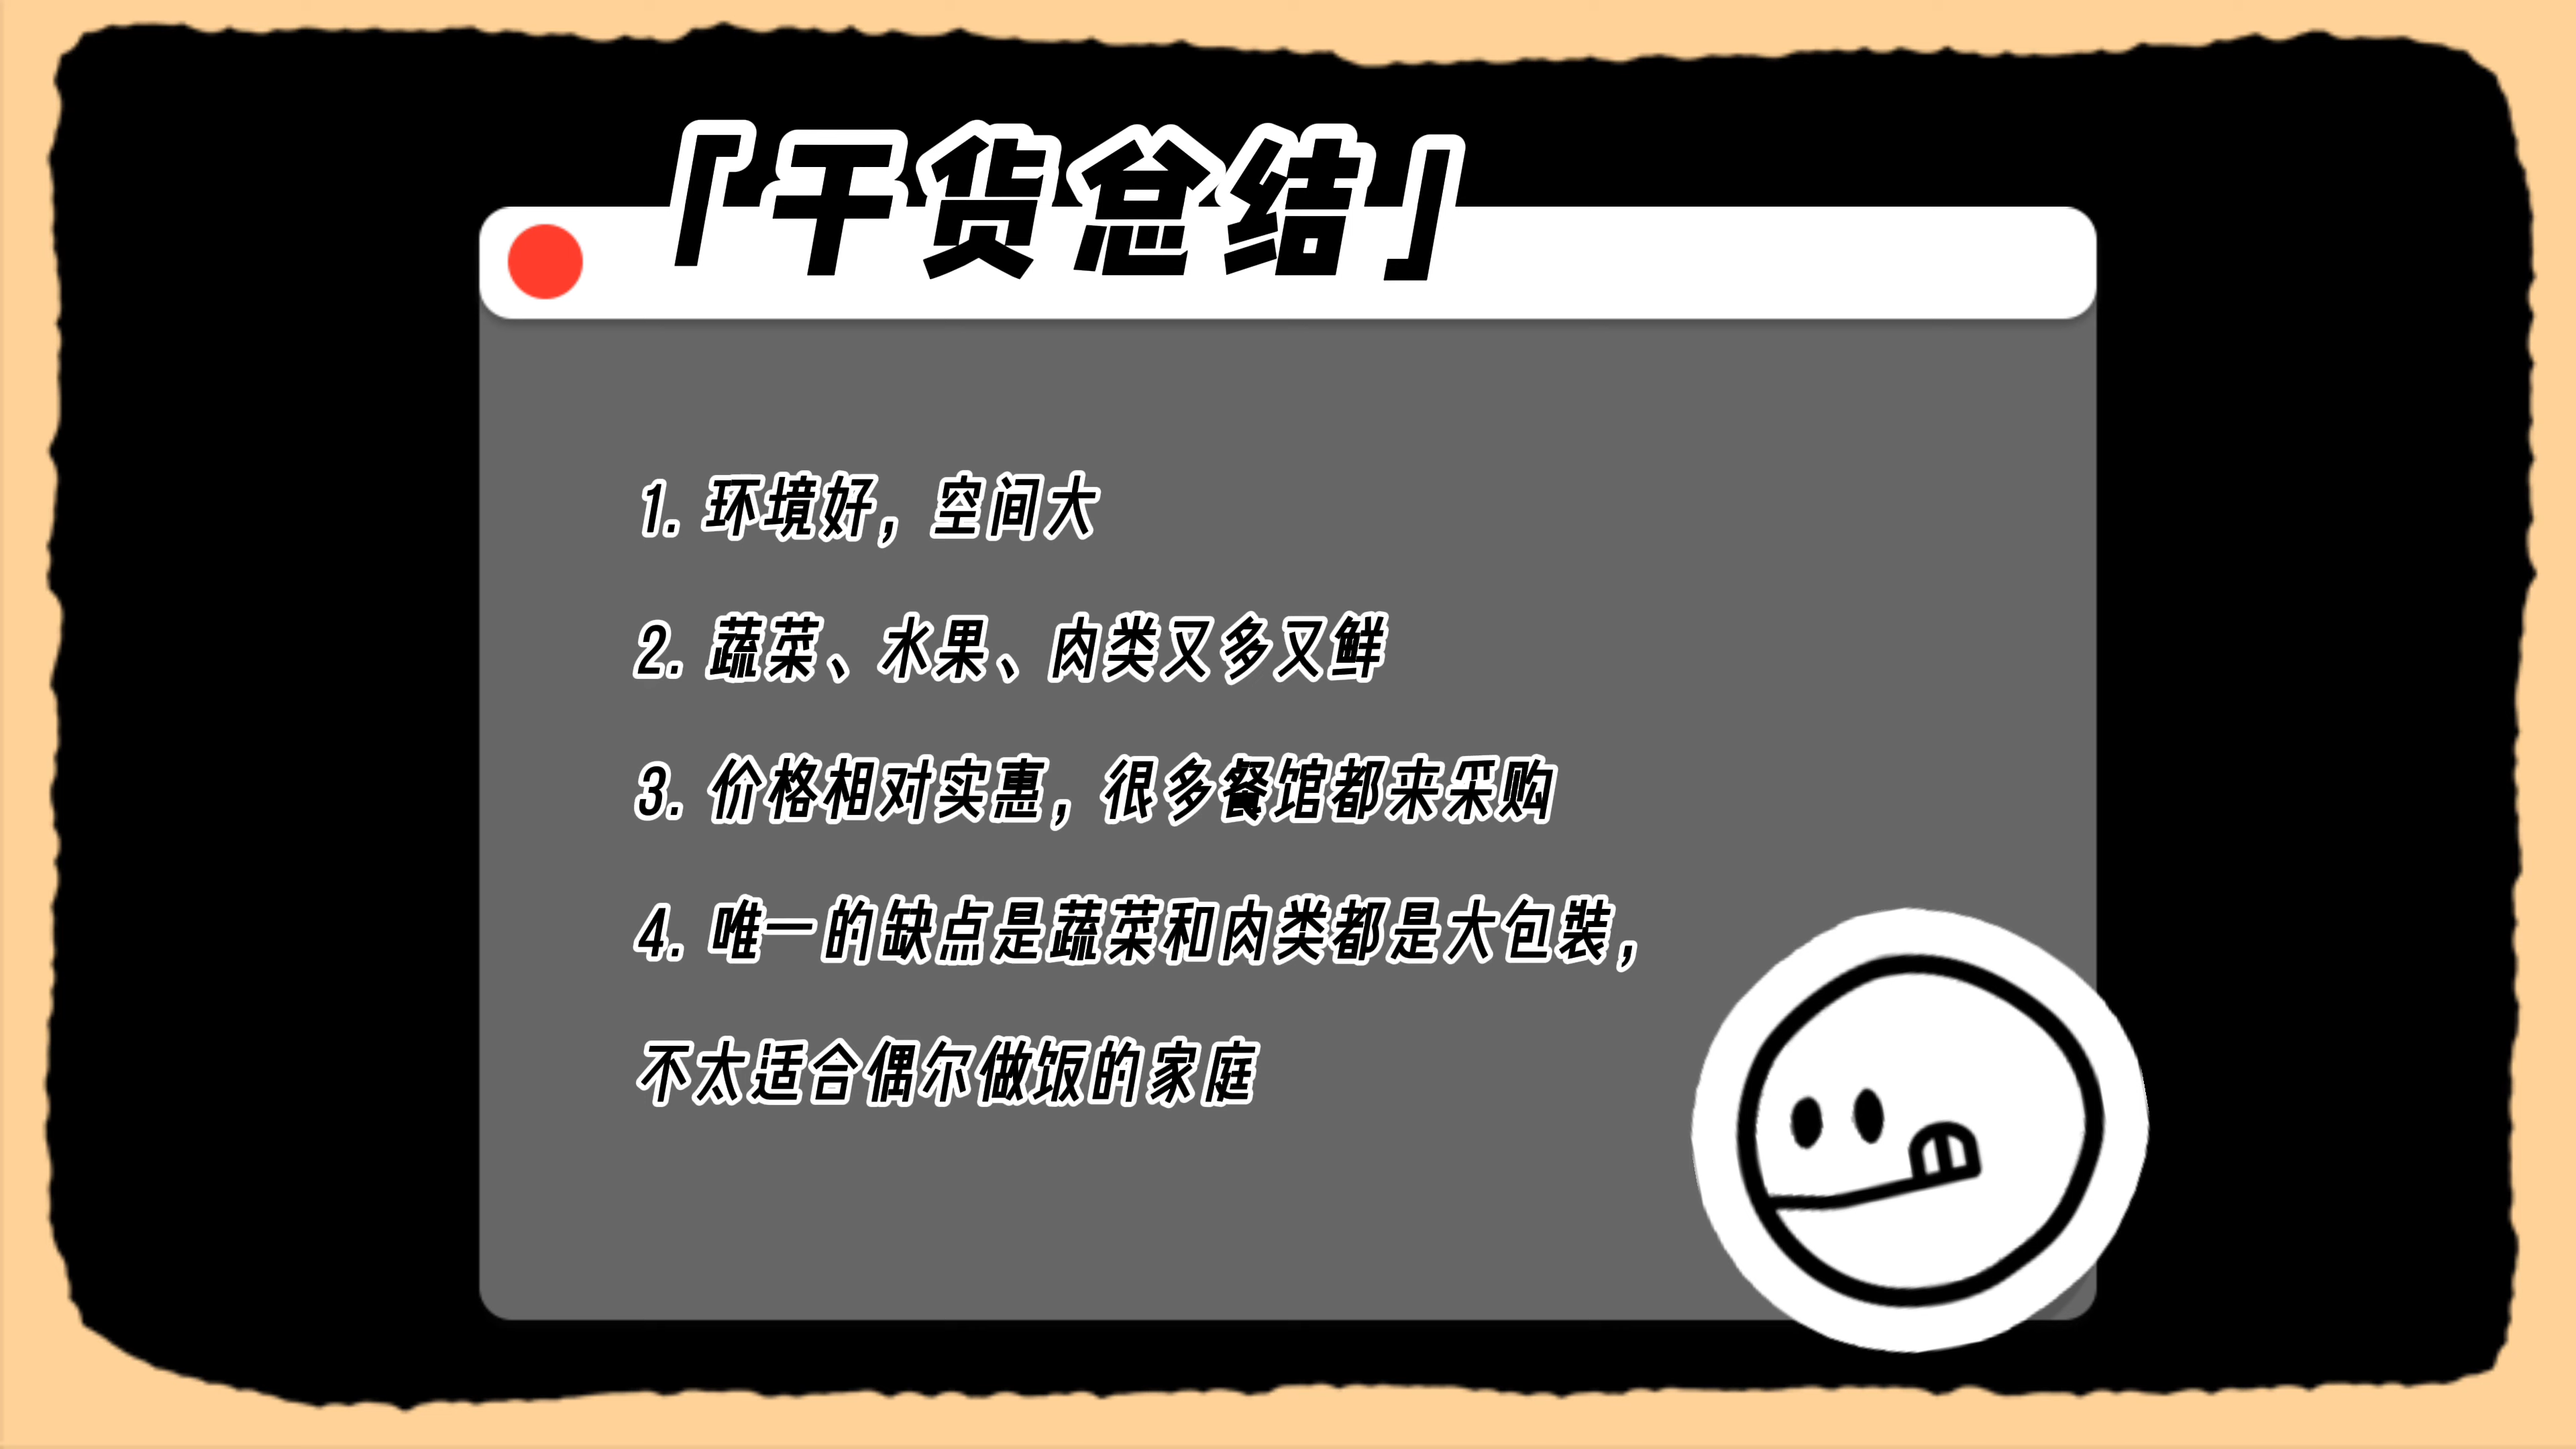 「干货总结」
1. 环境好，空间大
2. 蔬菜、水果、肉类又多又鲜
3. 价格相对实惠，很多餐馆都来采购
4. 唯一的缺点是蔬菜和肉类都是大包装，
不太适合偶尔做饭的家庭